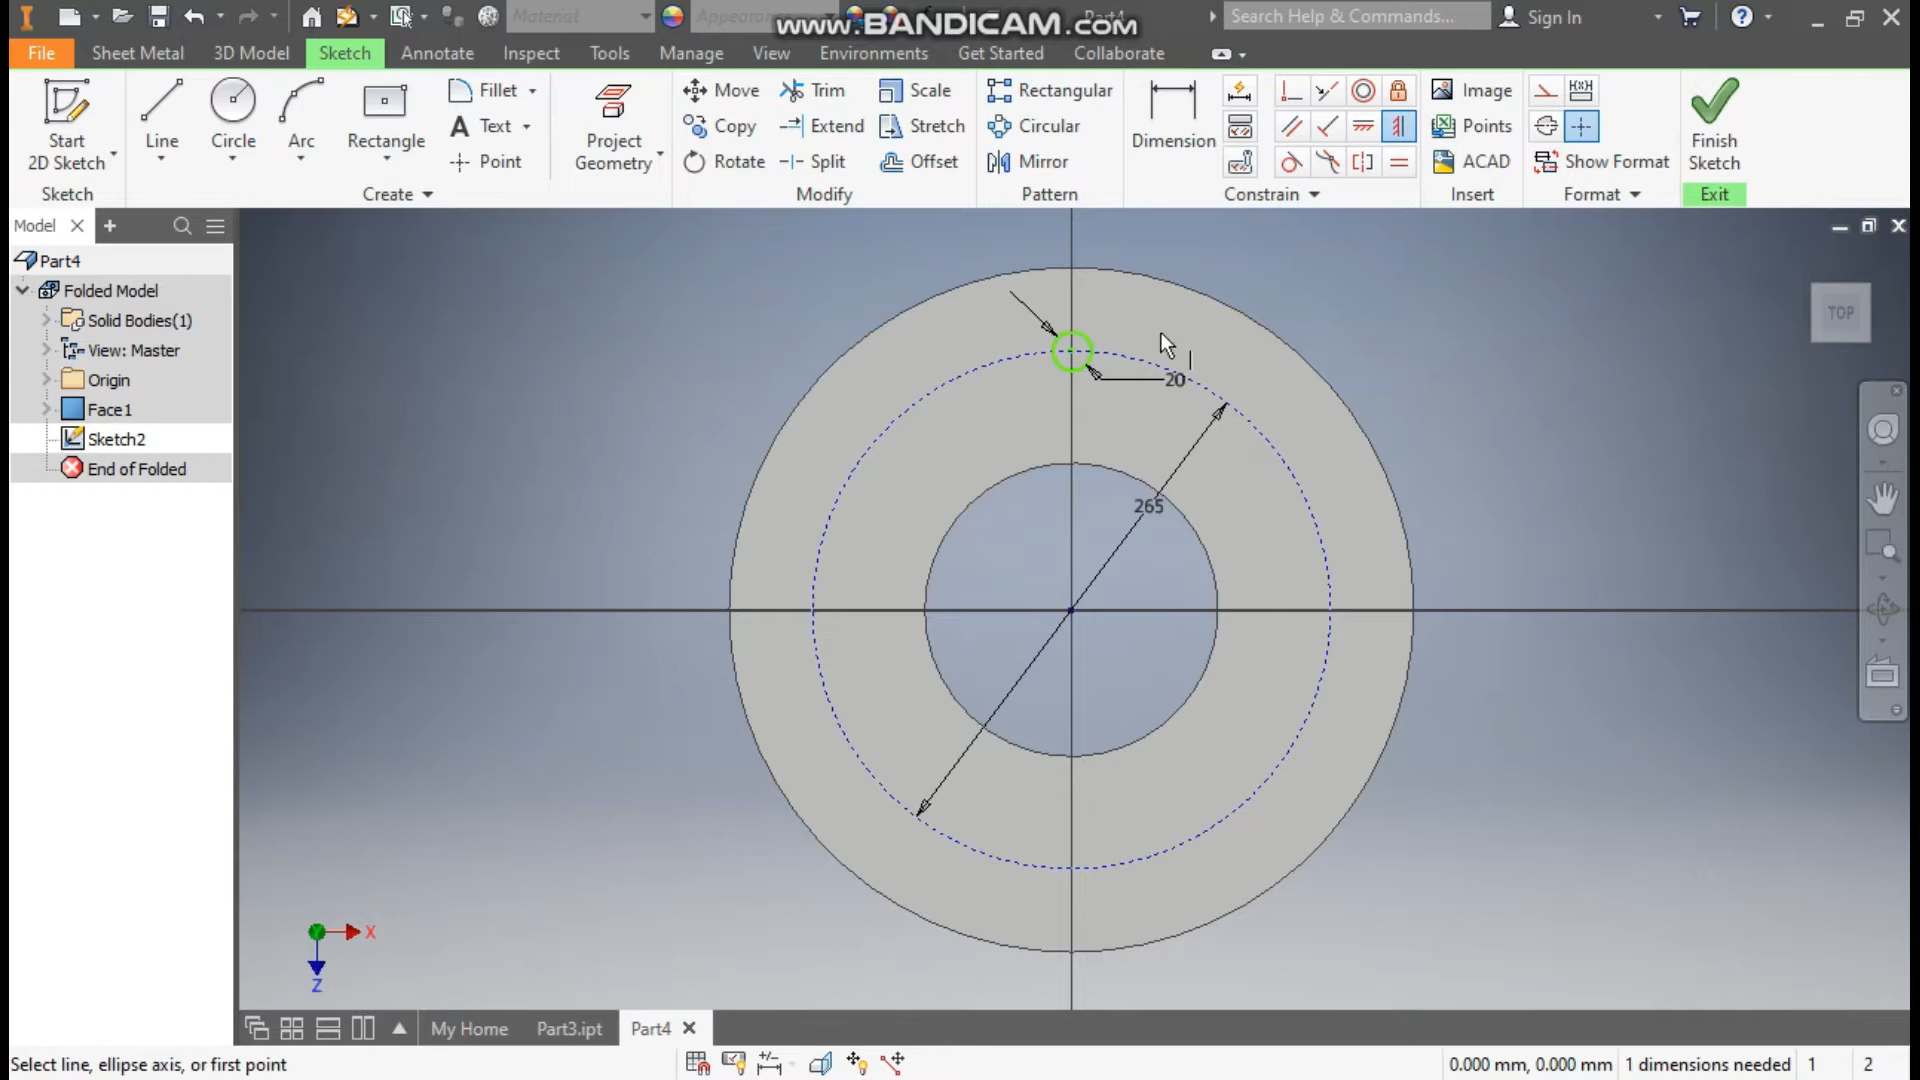 Material
Appearance
Part4
Search Help & Commands...
Sign In
www.BANDICAM.com
File
Sheet Metal
3D Model
Sketch
Annotate
Inspect
Tools
Manage
View
Environments
Get Started
Collaborate
Start
2D Sketch
Line
Circle
Arc
Rectangle
Fillet
Text
Point
Project
Geometry
Move
Copy
Rotate
Trim
Extend
Split
Scale
Stretch
Offset
Rectangular
Circular
Mirror
Dimension
Image
Points
ACAD
Show Format
Finish
Sketch
Sketch
Create
Modify
Pattern
Constrain
Insert
Format
Exit
Model
Part4
Folded Model
Solid Bodies(1)
View: Master
Origin
Face1
Sketch2
End of Folded
TOP
20
265
X
Z
My Home
Part3.ipt
Part4
Select line, ellipse axis, or first point
0.000 mm, 0.000 mm
1 dimensions needed
1
2